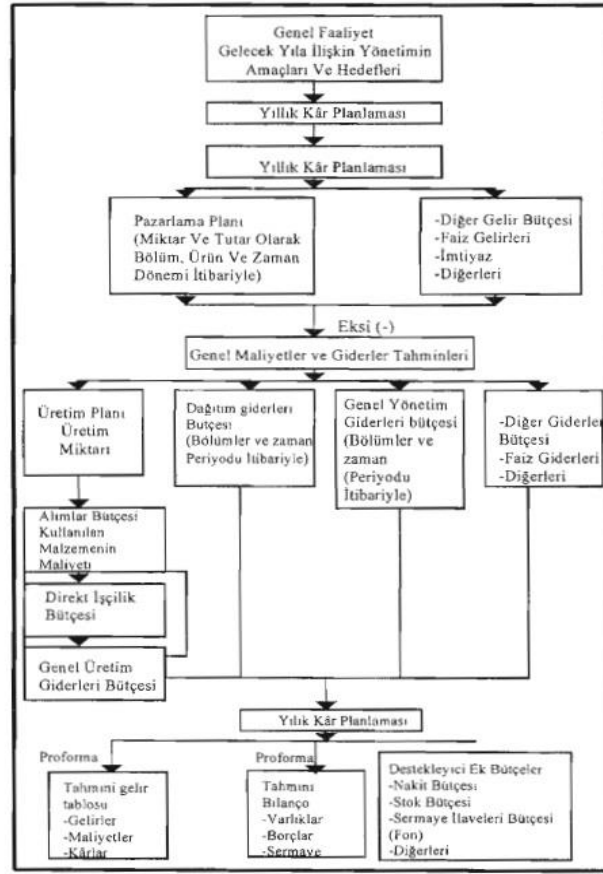 Genel Faaliyet
Gelecek Yıla İlişkin Yönetimin
Amaçları Ve Hedefleri
Yıllık Kâr Planlaması
Yıllık Kâr Planlaması
Pazarlama Planı
(Miktar Ve Tutar Olarak
Bölüm, Ürün Ve Zaman
Dönemi İtibariyle)
-Diğer Gelir Bütçesi
-Faiz Gelirleri
-İmtiyaz
-Diğerleri
Eksi (-)
Genel Maliyetler ve Giderler Tahminleri
Üretim Planı
Üretim
Miktarı
Dağıtım giderleri
Butçesi
(Bölümler ve zaman
Periyodu İtibariyle)
Genel Yönetim
Giderleri bütçesi
(Bölümler ve
zaman
(Periyodu
İtibariyle)
-Diğer Giderler
Bütçesi
-Faiz Giderleri
-Diğerleri
Alımlar Bütçesi
Kullanılan
Malzemenin
Maliyeti
Direkt İşçilik
Bütçesi
Genel Üretim
Giderleri Bütçesi
Yıllık Kâr Planlaması
Proforma
Tahmini gelir
tablosu
-Gelirler
-Maliyetler
-Kârlar
Proforma
Tahmini
Bilanço
-Varlıklar
-Borçlar
-Sermaye
Destekleyici Ek Bütçeler
-Nakit Bütçesi
-Stok Bütçesi
-Sermaye İlaveleri Bütçesi
(Fon)
-Diğerleri